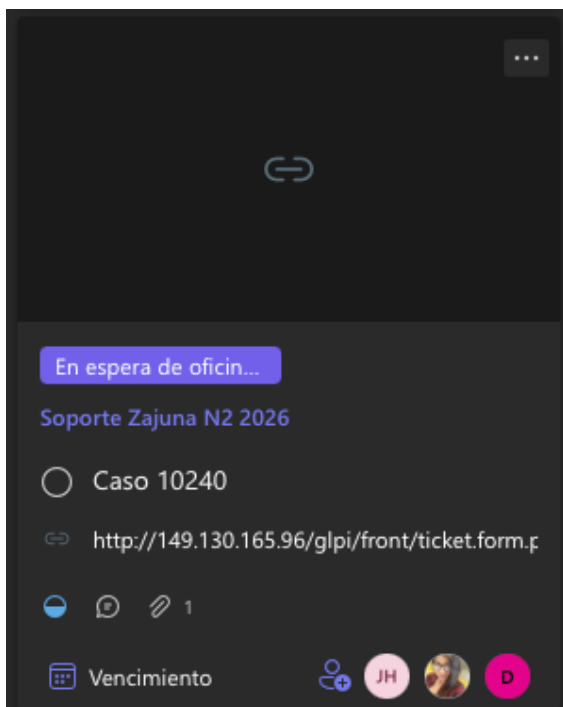 En espera de oficin...
Soporte Zajuna N2 2026
Caso 10240
http://149.130.165.96/glpi/front/ticket.form.p
1
Vencimiento
JH
D